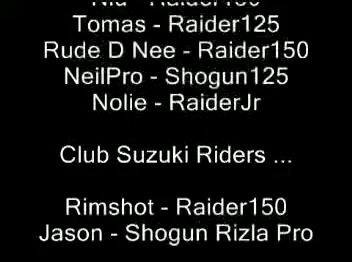 Tomas - Raider125
Rude D Nee - Raider150
NeilPro - Shogun125
Nolie - RaiderJr
Club Suzuki Riders ...
Rimshot - Raider150
Jason - Shogun Rizla Pro